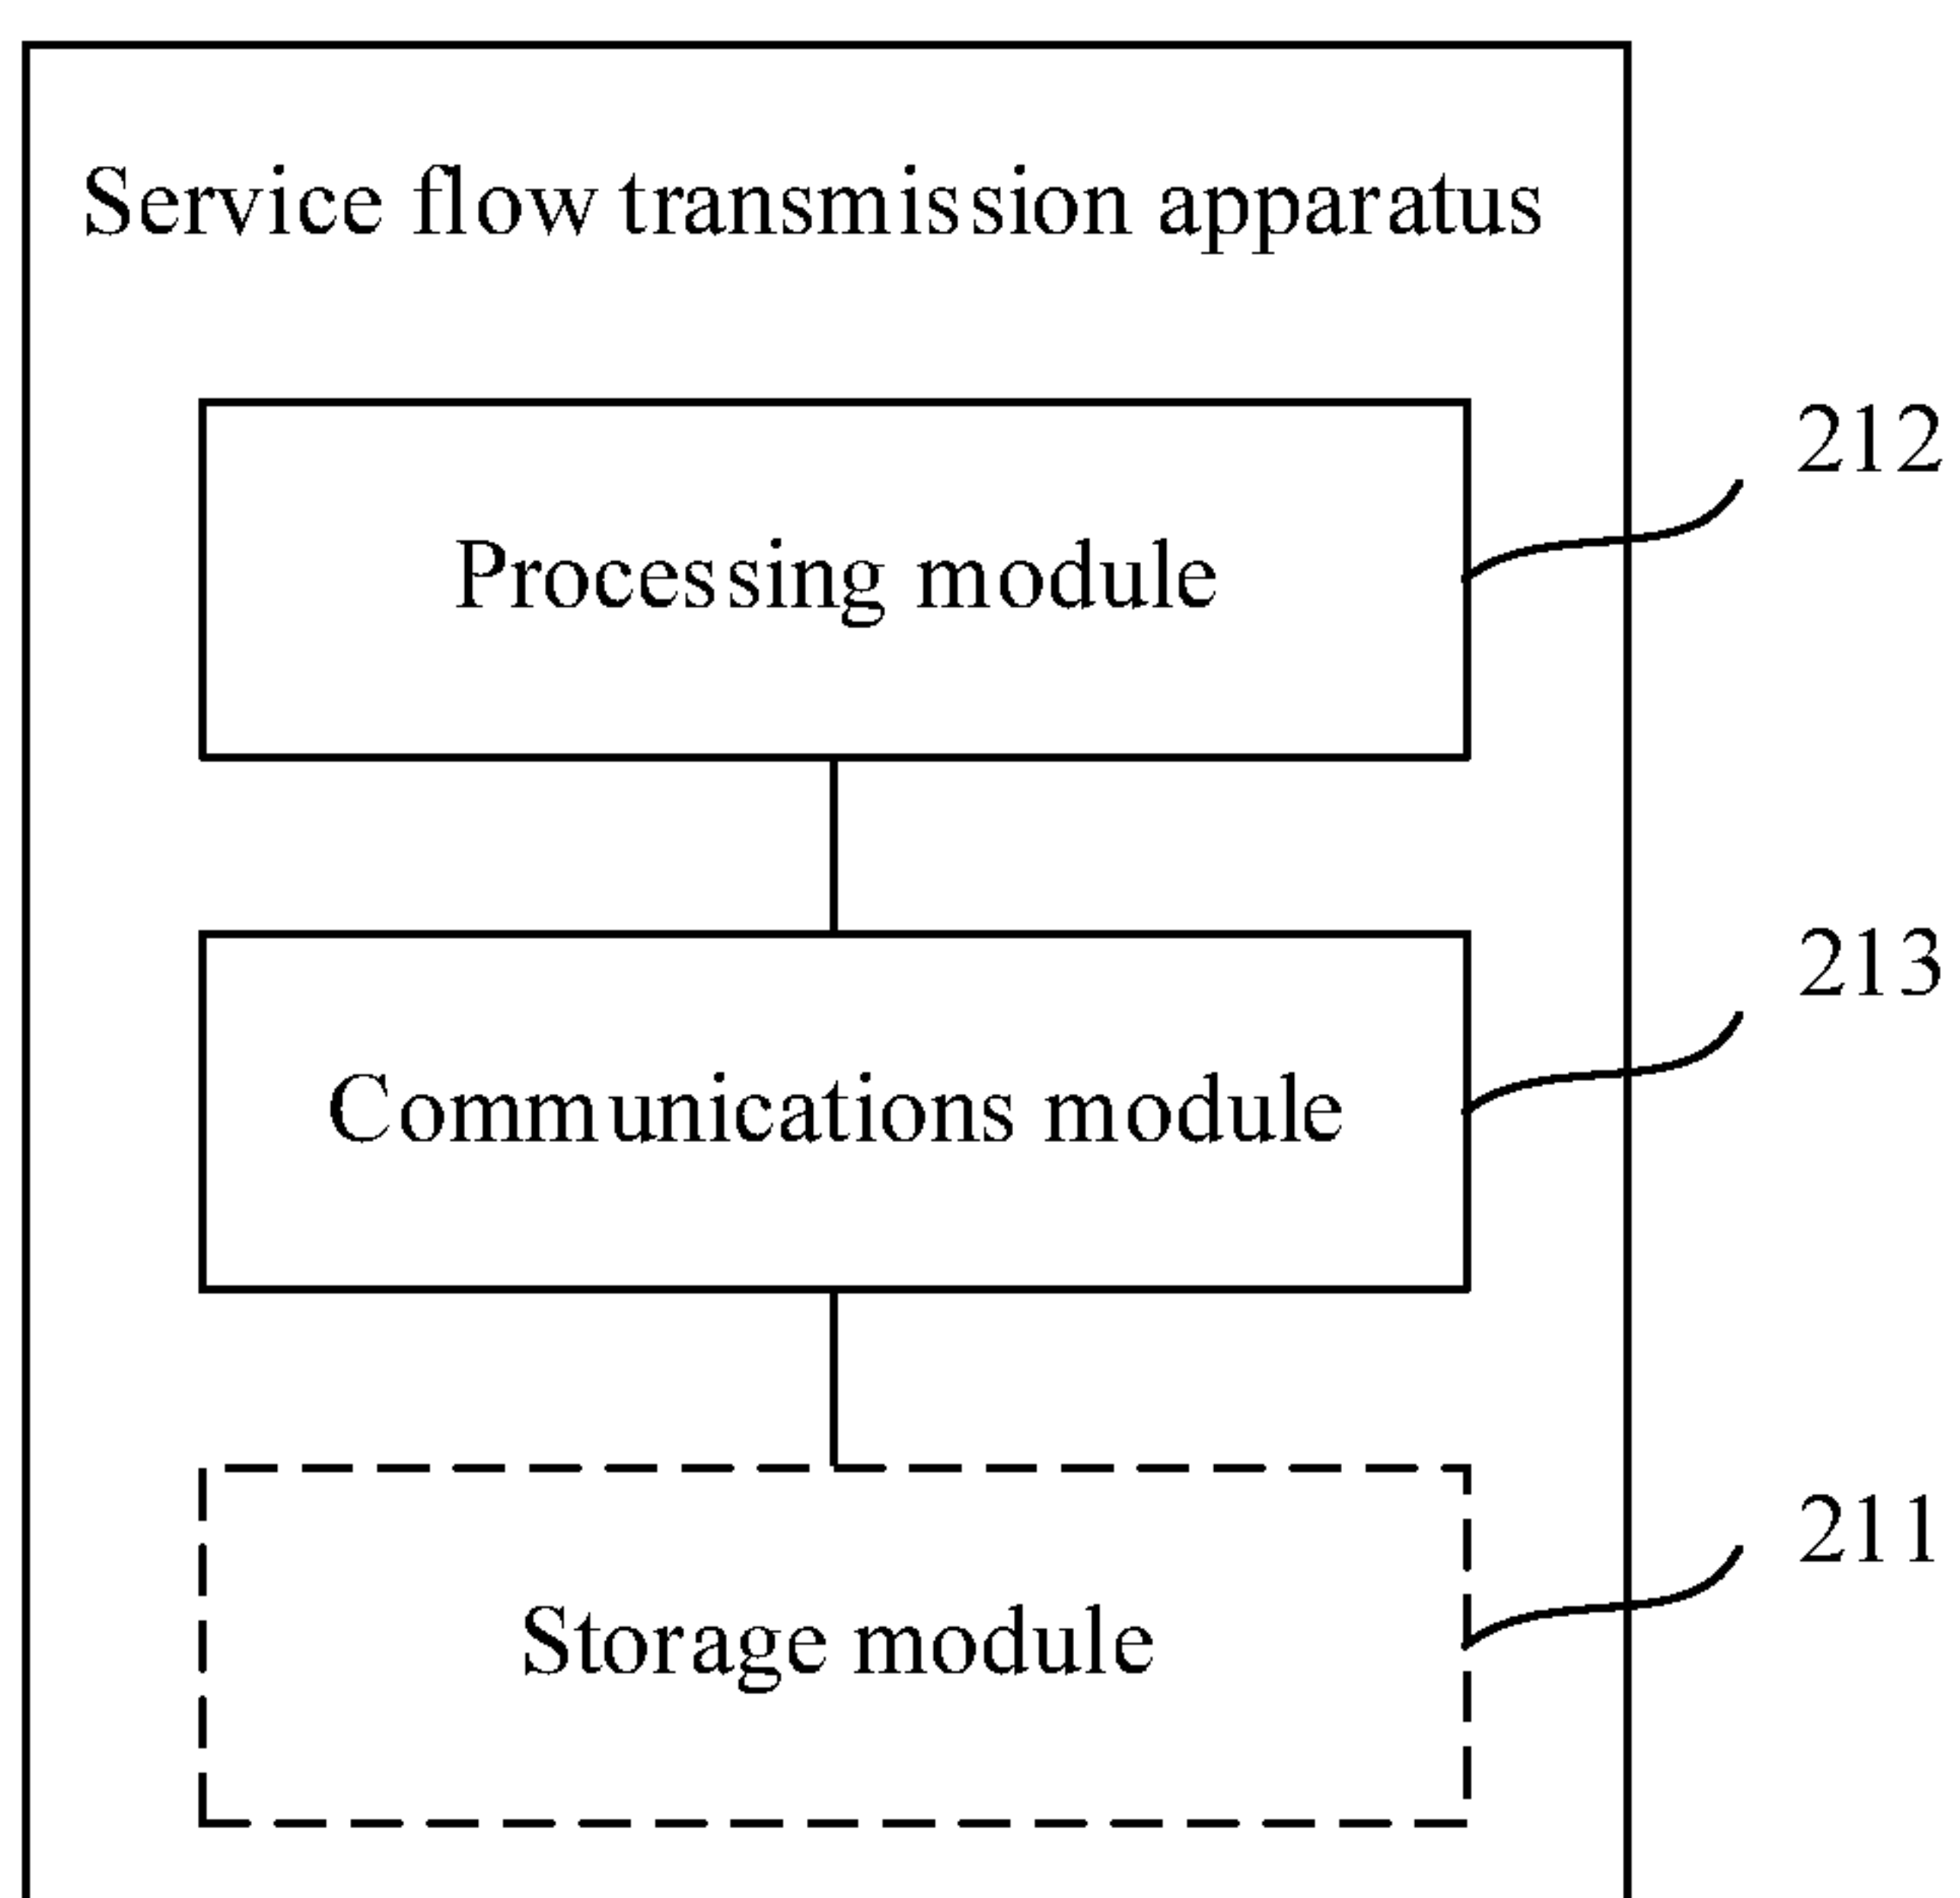 Service flow transmission apparatus
212
Processing module
213
Communications module
211
Storage module